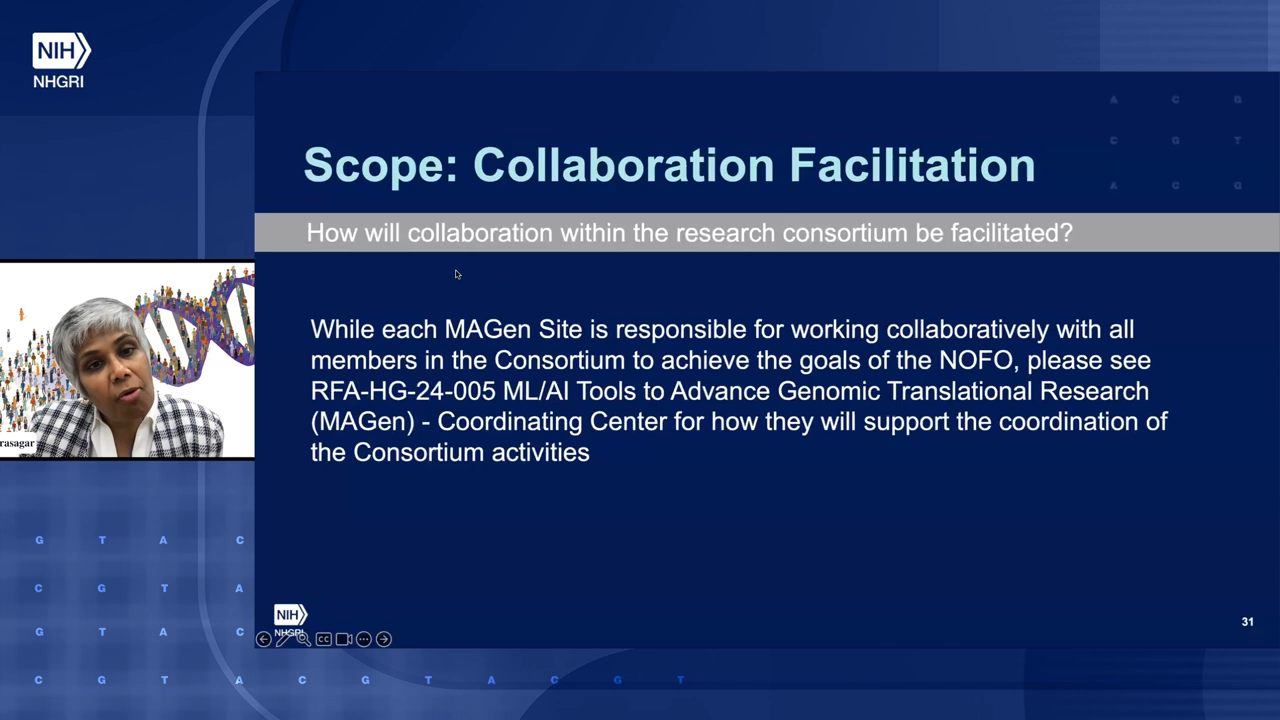 NIH
NHGRI
A C G
C G T
A C G
Scope: Collaboration Facilitation
How will collaboration within the research consortium be facilitated?
While each MAGen Site is responsible for working collaboratively with all
members in the Consortium to achieve the goals of the NOFO, please see
RFA-HG-24-005 ML/AI Tools to Advance Genomic Translational Research
(MAGen) - Coordinating Center for how they will support the coordination of
the Consortium activities
rasagar
G T A C
C G T A
G T A C
C G T A C G T A C G T
NIH
NHGRI
CC
31